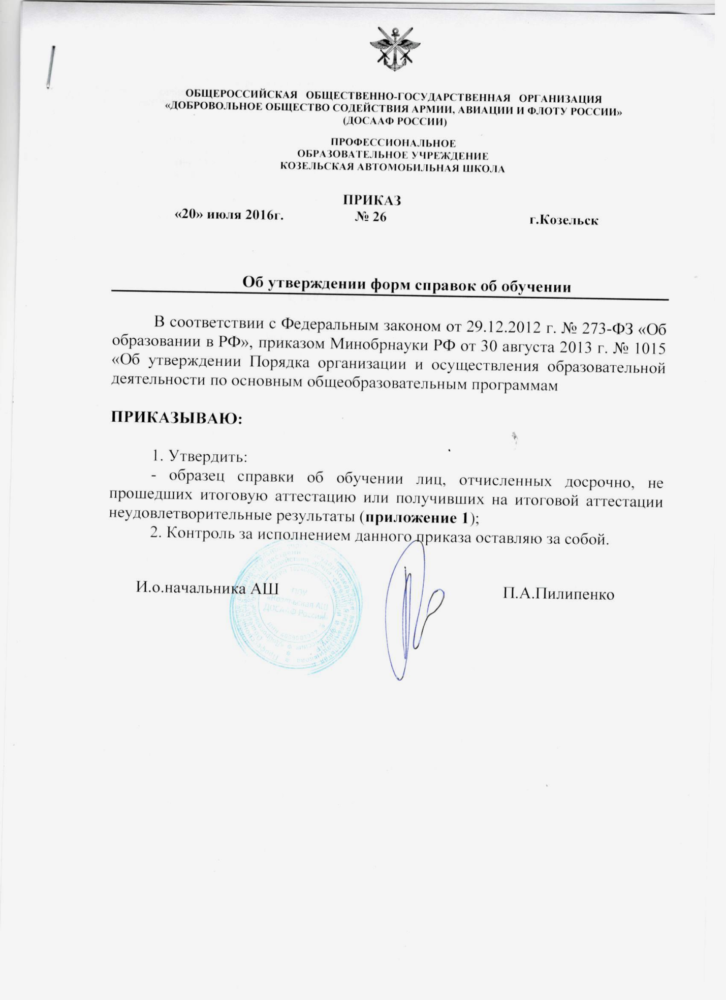 ОБЩЕРОССИЙСКАЯ ОБЩЕСТВЕННО-ГОСУДАРСТВЕННАЯ ОРГАНИЗАЦИЯ
«ДОБРОВОЛЬНОЕ ОБЩЕСТВО СОДЕЙСТВИЯ АРМИИ, АВИАЦИИ И ФЛОТУ РОССИИ»
(ДОСААФ РОССИИ)
ПРОФЕССИОНАЛЬНОЕ
ОБРАЗОВАТЕЛЬНОЕ УЧРЕЖДЕНИЕ
КОЗЕЛЬСКАЯ АВТОМОБИЛЬНАЯ ШКОЛА
ПРИКАЗ
«20» июля 2016г. № 26 г.Козельск
Об утверждении форм справок об обучении
В соответствии с Федеральным законом от 29.12.2012 г. № 273-ФЗ «Об
образовании в РФ», приказом Минобрнауки РФ от 30 августа 2013 г. № 1015
«Об утверждении Порядка организации и осуществления образовательной
деятельности по основным общеобразовательным программам
ПРИКАЗЫВАЮ:
1. Утвердить:
- образец справки об обучении лиц, отчисленных досрочно, не
прошедших итоговую аттестацию или получивших на итоговой аттестации
неудовлетворительные результаты (приложение 1);
2. Контроль за исполнением данного приказа оставляю за собой.
И.о.начальника АШ П.А.Пилипенко
ПОУ
«Козельская АШ
ДОСААФ России»